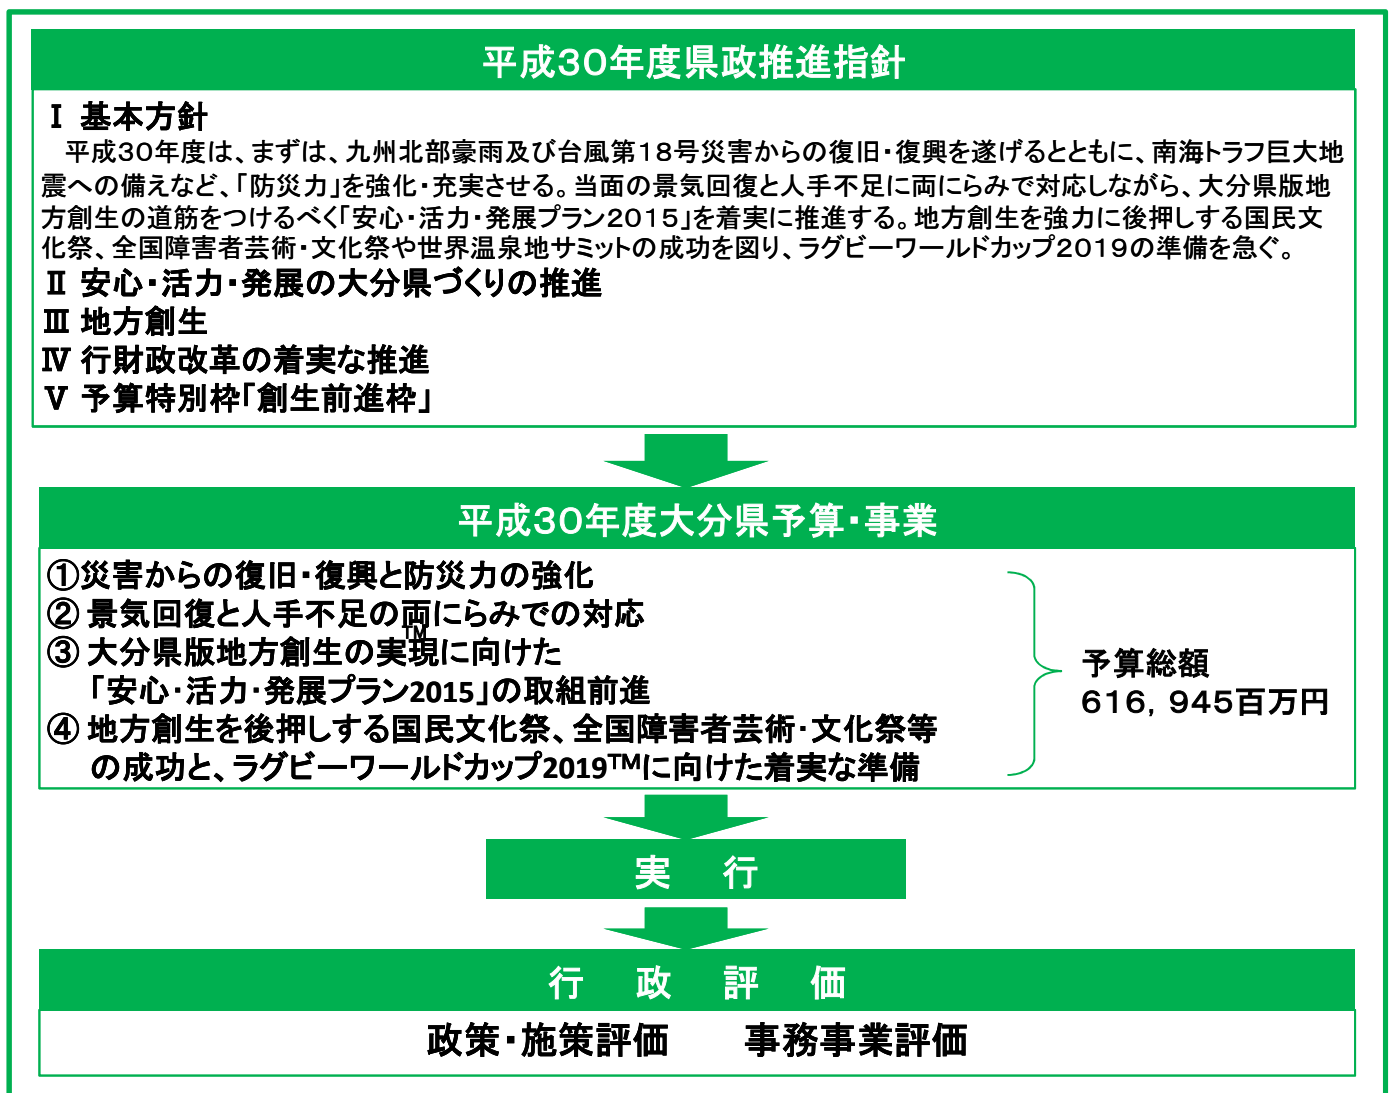 平成30年度県政推進指針
Ⅰ 基本方針
平成30年度は、まずは、九州北部豪雨及び台風第18号災害からの復旧・復興を遂げるとともに、南海トラフ巨大地
震への備えなど、「防災力」を強化・充実させる。当面の景気回復と人手不足に両にらみで対応しながら、大分県版地
方創生の道筋をつけるべく「安心・活力・発展プラン2015」を着実に推進する。地方創生を強力に後押しする国民文
化祭、全国障害者芸術・文化祭や世界温泉地サミットの成功を図り、ラグビーワールドカップ2019の準備を急ぐ。
Ⅱ 安心・活力・発展の大分県づくりの推進
Ⅲ 地方創生
Ⅳ 行財政改革の着実な推進
Ⅴ 予算特別枠「創生前進枠」
平成30年度大分県予算・事業
①災害からの復旧・復興と防災力の強化
② 景気回復と人手不足の両にらみでの対応
TM
③ 大分県版地方創生の実現に向けた
「安心・活力・発展プラン2015」の取組前進
④ 地方創生を後押しする国民文化祭、全国障害者芸術・文化祭等
の成功と、ラグビーワールドカップ2019™に向けた着実な準備
予算総額
616,945百万円
実 行
行 政 評 価
政策・施策評価 事務事業評価